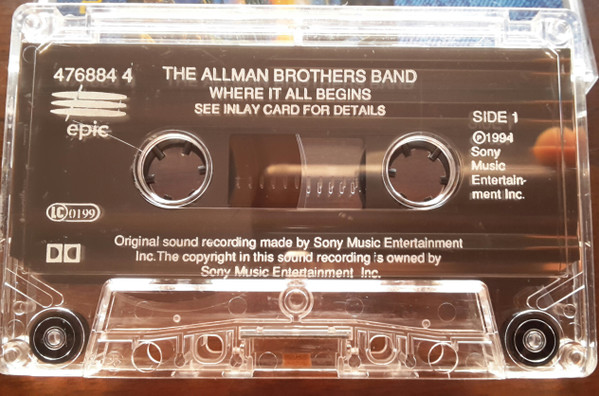 476884 4
THE ALLMAN BROTHERS BAND
WHERE IT ALL BEGINS
SEE INLAY CARD FOR DETAILS
epic
SIDE 1
Ⓟ1994
Sony
Music
Entertain-
ment Inc.
LC 0199
Original sound recording made by Sony Music Entertainment
Inc.The copyright in this sound recording is owned by
Sony Music Entertainment Inc.